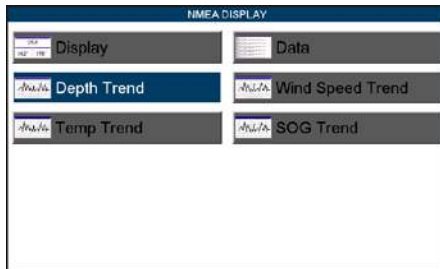 NMEA DISPLAY
Display
Data
Depth Trend
Wind Speed Trend
Temp Trend
SOG Trend